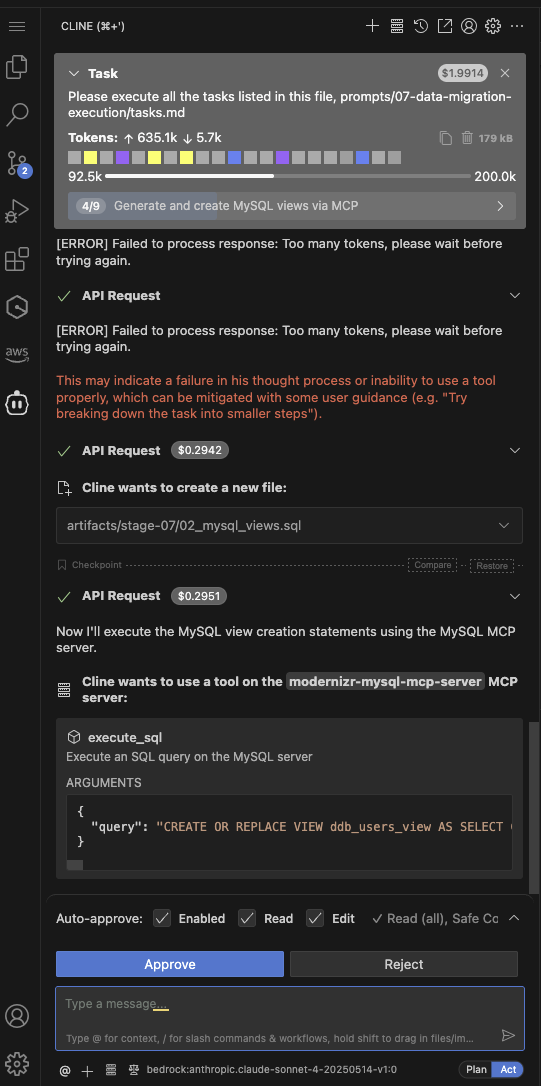 CLINE (⌘+')
Task
$1.9914
Please execute all the tasks listed in this file, prompts/07-data-migration-
execution/tasks.md
Tokens: ↑ 635.1k ↓ 5.7k
179 kB
92.5k
200.0k
4/9 Generate and create MySQL views via MCP
[ERROR] Failed to process response: Too many tokens, please wait before
trying again.
2
API Request
[ERROR] Failed to process response: Too many tokens, please wait before
trying again.
aws
This may indicate a failure in his thought process or inability to use a tool
properly, which can be mitigated with some user guidance (e.g. "Try
breaking down the task into smaller steps").
API Request $0.2942
Cline wants to create a new file:
artifacts/stage-07/02_mysql_views.sql
Checkpoint
Compare
Restore
API Request $0.2951
Now I'll execute the MySQL view creation statements using the MySQL MCP
server.
Cline wants to use a tool on the modernizr-mysql-mcp-server MCP
server:
execute_sql
Execute an SQL query on the MySQL server
ARGUMENTS
{
"query": "CREATE OR REPLACE VIEW ddb_users_view AS SELECT
}
Auto-approve: Enabled Read Edit ✓ Read (all), Safe Co
Approve
Reject
Type a message...
Type @ for context, / for slash commands & workflows, hold shift to drag in files/im...
@ + bedrock:anthropic.claude-sonnet-4-20250514-v1:0
Plan Act